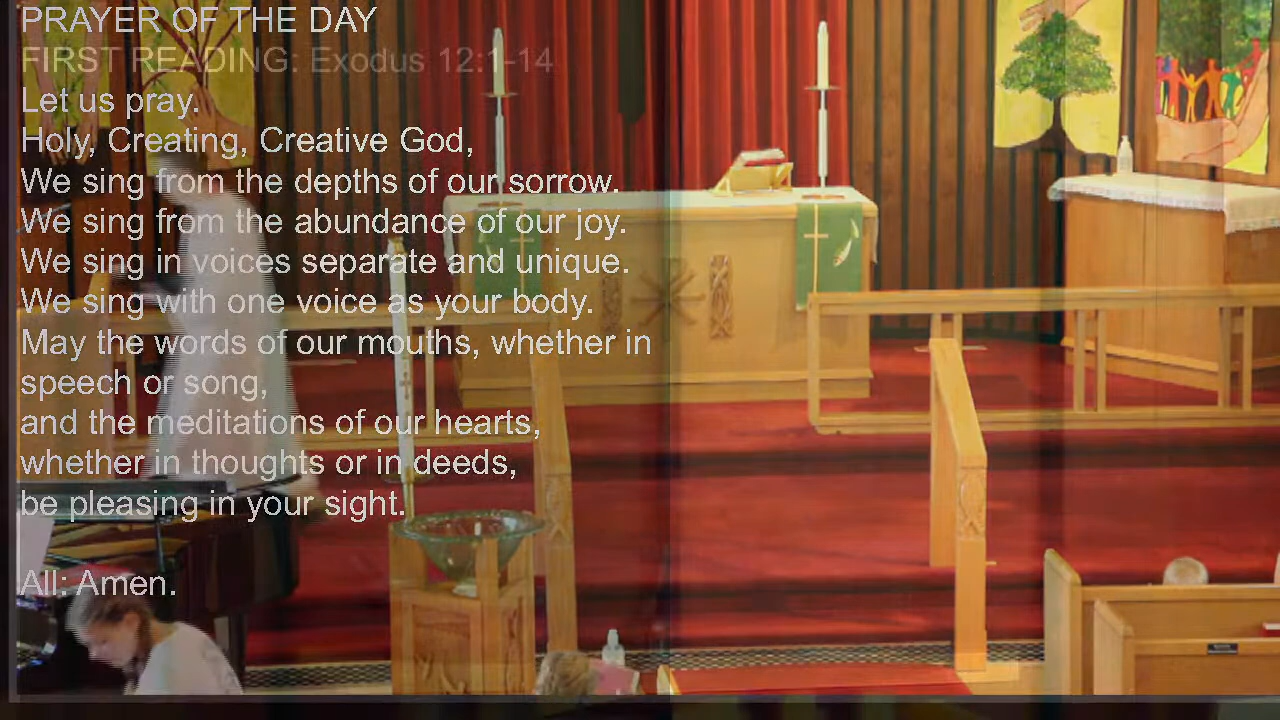 PRAYER OF THE DAY
FIRST READING: Exodus 12:1-14
Let us pray.
Holy, Creating, Creative God,
We sing from the depths of our sorrow.
We sing from the abundance of our joy.
We sing in voices separate and unique.
We sing with one voice as your body.
May the words of our mouths, whether in
speech or song,
and the meditations of our hearts,
whether in thoughts or in deeds,
be pleasing in your sight.
All: Amen.